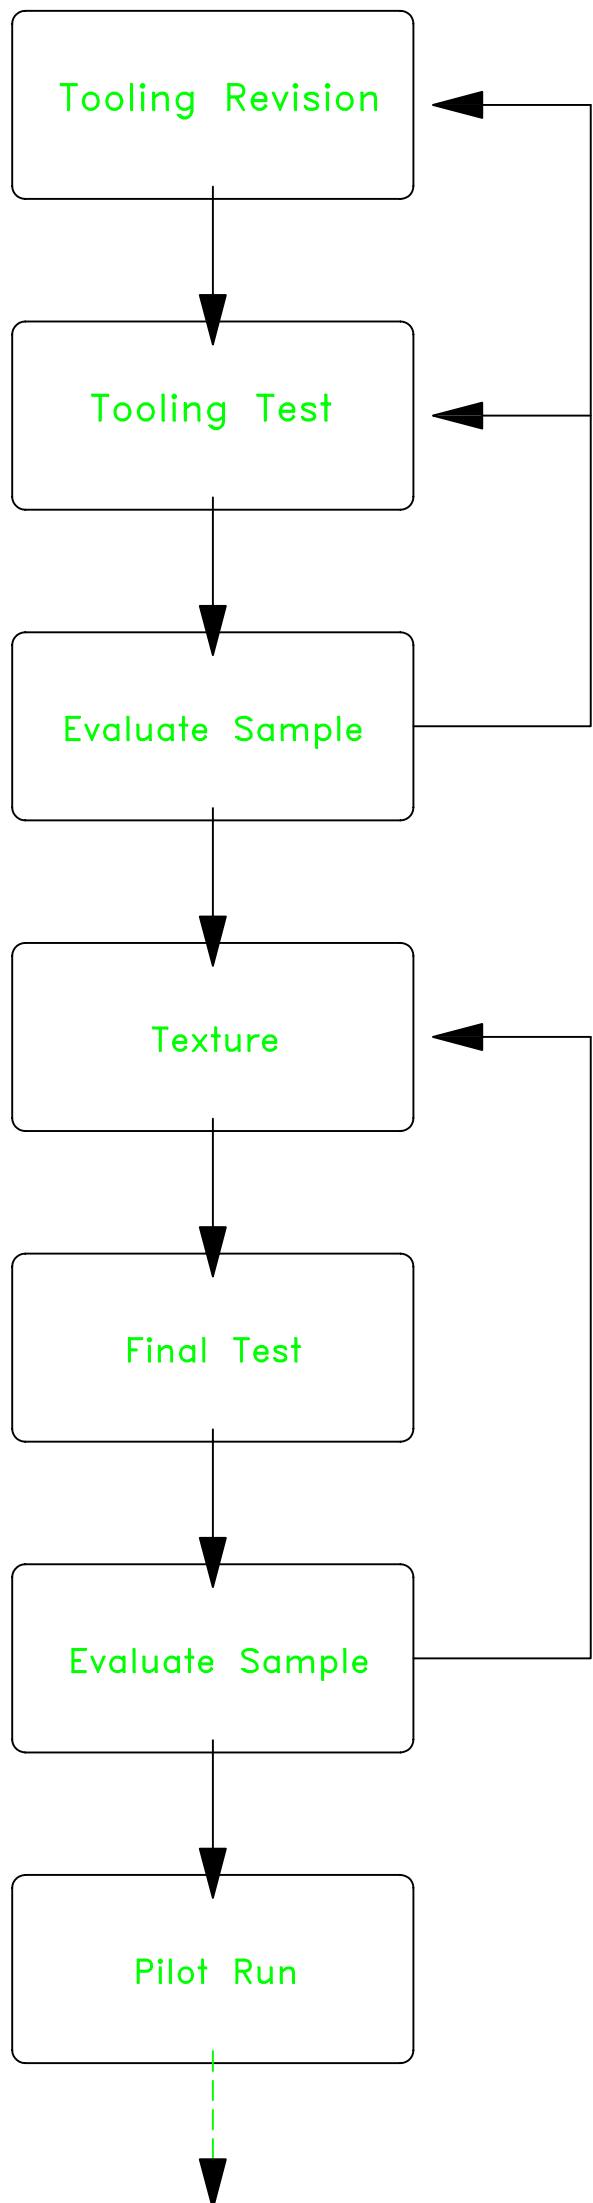 Tooling Revision
Tooling Test
Evaluate Sample
Texture
Final Test
Evaluate Sample
Pilot Run